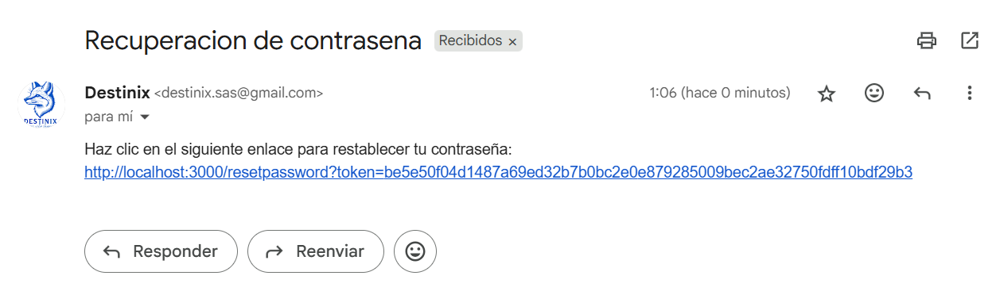 Recuperacion de contrasena Recibidos ×
Destinix <destinix.sas@gmail.com> 1:06 (hace 0 minutos)
para mí
DESTINIX
Haz clic en el siguiente enlace para restablecer tu contraseña:
http://localhost:3000/resetpassword?token=be5e50f04d1487a69ed32b7b0bc2e0e879285009bec2ae32750fdff10bdf29b3
Responder Reenviar